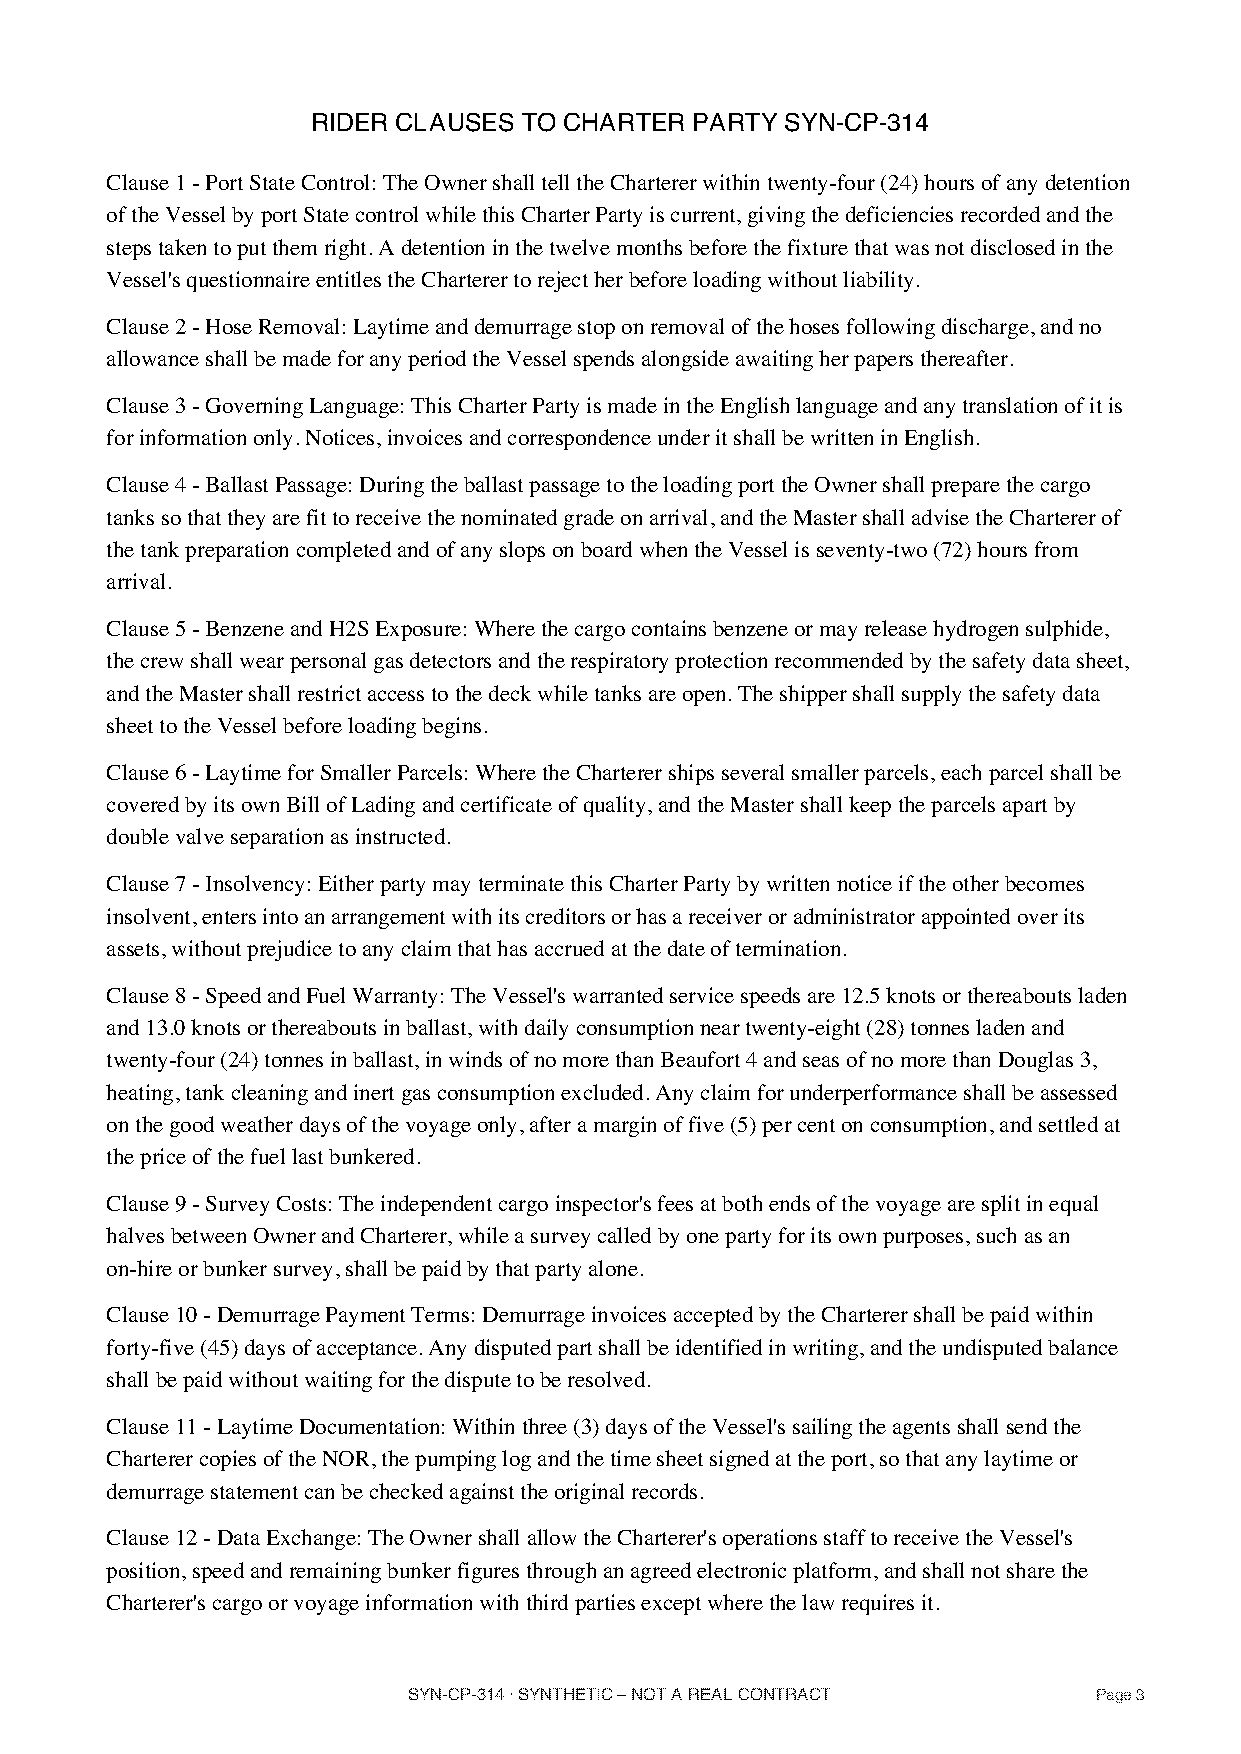 RIDER CLAUSES TO CHARTER PARTY SYN-CP-314
Clause 1 - Port State Control: The Owner shall tell the Charterer within twenty-four (24) hours of any detention
of the Vessel by port State control while this Charter Party is current, giving the deficiencies recorded and the
steps taken to put them right. A detention in the twelve months before the fixture that was not disclosed in the
Vessel's questionnaire entitles the Charterer to reject her before loading without liability.
Clause 2 - Hose Removal: Laytime and demurrage stop on removal of the hoses following discharge, and no
allowance shall be made for any period the Vessel spends alongside awaiting her papers thereafter.
Clause 3 - Governing Language: This Charter Party is made in the English language and any translation of it is
for information only. Notices, invoices and correspondence under it shall be written in English.
Clause 4 - Ballast Passage: During the ballast passage to the loading port the Owner shall prepare the cargo
tanks so that they are fit to receive the nominated grade on arrival, and the Master shall advise the Charterer of
the tank preparation completed and of any slops on board when the Vessel is seventy-two (72) hours from
arrival.
Clause 5 - Benzene and H2S Exposure: Where the cargo contains benzene or may release hydrogen sulphide,
the crew shall wear personal gas detectors and the respiratory protection recommended by the safety data sheet,
and the Master shall restrict access to the deck while tanks are open. The shipper shall supply the safety data
sheet to the Vessel before loading begins.
Clause 6 - Laytime for Smaller Parcels: Where the Charterer ships several smaller parcels, each parcel shall be
covered by its own Bill of Lading and certificate of quality, and the Master shall keep the parcels apart by
double valve separation as instructed.
Clause 7 - Insolvency: Either party may terminate this Charter Party by written notice if the other becomes
insolvent, enters into an arrangement with its creditors or has a receiver or administrator appointed over its
assets, without prejudice to any claim that has accrued at the date of termination.
Clause 8 - Speed and Fuel Warranty: The Vessel's warranted service speeds are 12.5 knots or thereabouts laden
and 13.0 knots or thereabouts in ballast, with daily consumption near twenty-eight (28) tonnes laden and
twenty-four (24) tonnes in ballast, in winds of no more than Beaufort 4 and seas of no more than Douglas 3,
heating, tank cleaning and inert gas consumption excluded. Any claim for underperformance shall be assessed
on the good weather days of the voyage only, after a margin of five (5) per cent on consumption, and settled at
the price of the fuel last bunkered.
Clause 9 - Survey Costs: The independent cargo inspector's fees at both ends of the voyage are split in equal
halves between Owner and Charterer, while a survey called by one party for its own purposes, such as an
on-hire or bunker survey, shall be paid by that party alone.
Clause 10 - Demurrage Payment Terms: Demurrage invoices accepted by the Charterer shall be paid within
forty-five (45) days of acceptance. Any disputed part shall be identified in writing, and the undisputed balance
shall be paid without waiting for the dispute to be resolved.
Clause 11 - Laytime Documentation: Within three (3) days of the Vessel's sailing the agents shall send the
Charterer copies of the NOR, the pumping log and the time sheet signed at the port, so that any laytime or
demurrage statement can be checked against the original records.
Clause 12 - Data Exchange: The Owner shall allow the Charterer's operations staff to receive the Vessel's
position, speed and remaining bunker figures through an agreed electronic platform, and shall not share the
Charterer's cargo or voyage information with third parties except where the law requires it.
SYN-CP-314 · SYNTHETIC – NOT A REAL CONTRACT
Page 3